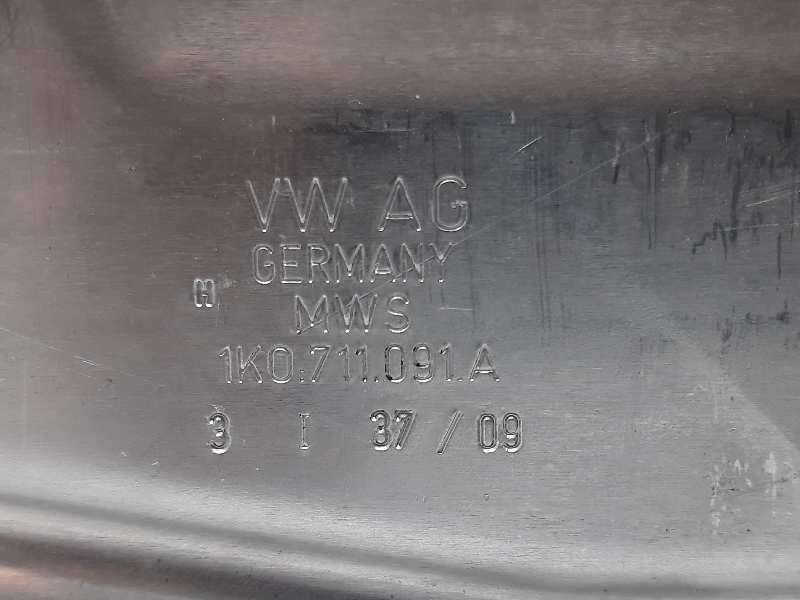 VW AG
GERMANY
H
MWS
1K0.711.091.A
3 I 37/09